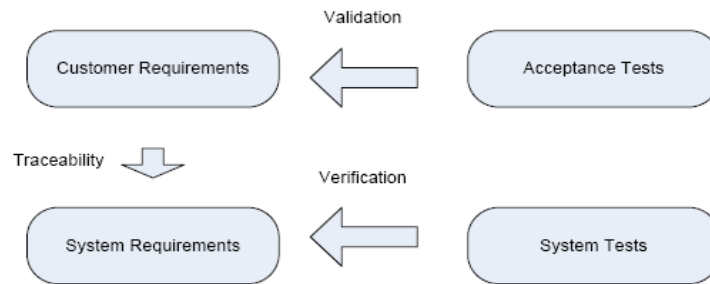 Validation
Customer Requirements
Acceptance Tests
Traceability
Verification
System Requirements
System Tests